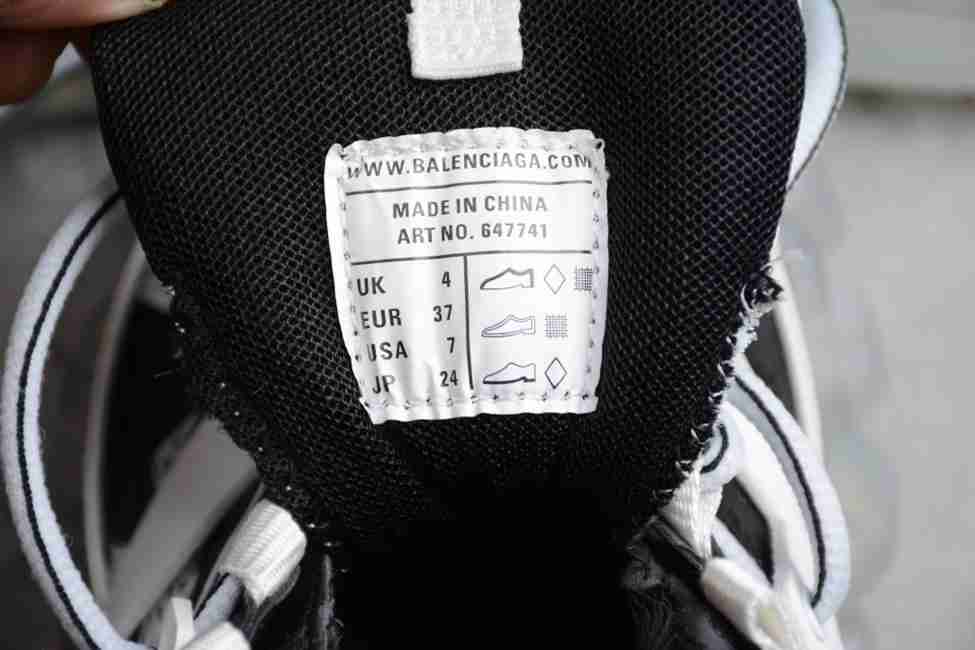 WWW.BALENCIAGA.COM
MADE IN CHINA
ART NO. 647741
UK 4
EUR 37
USA 7
JP 24